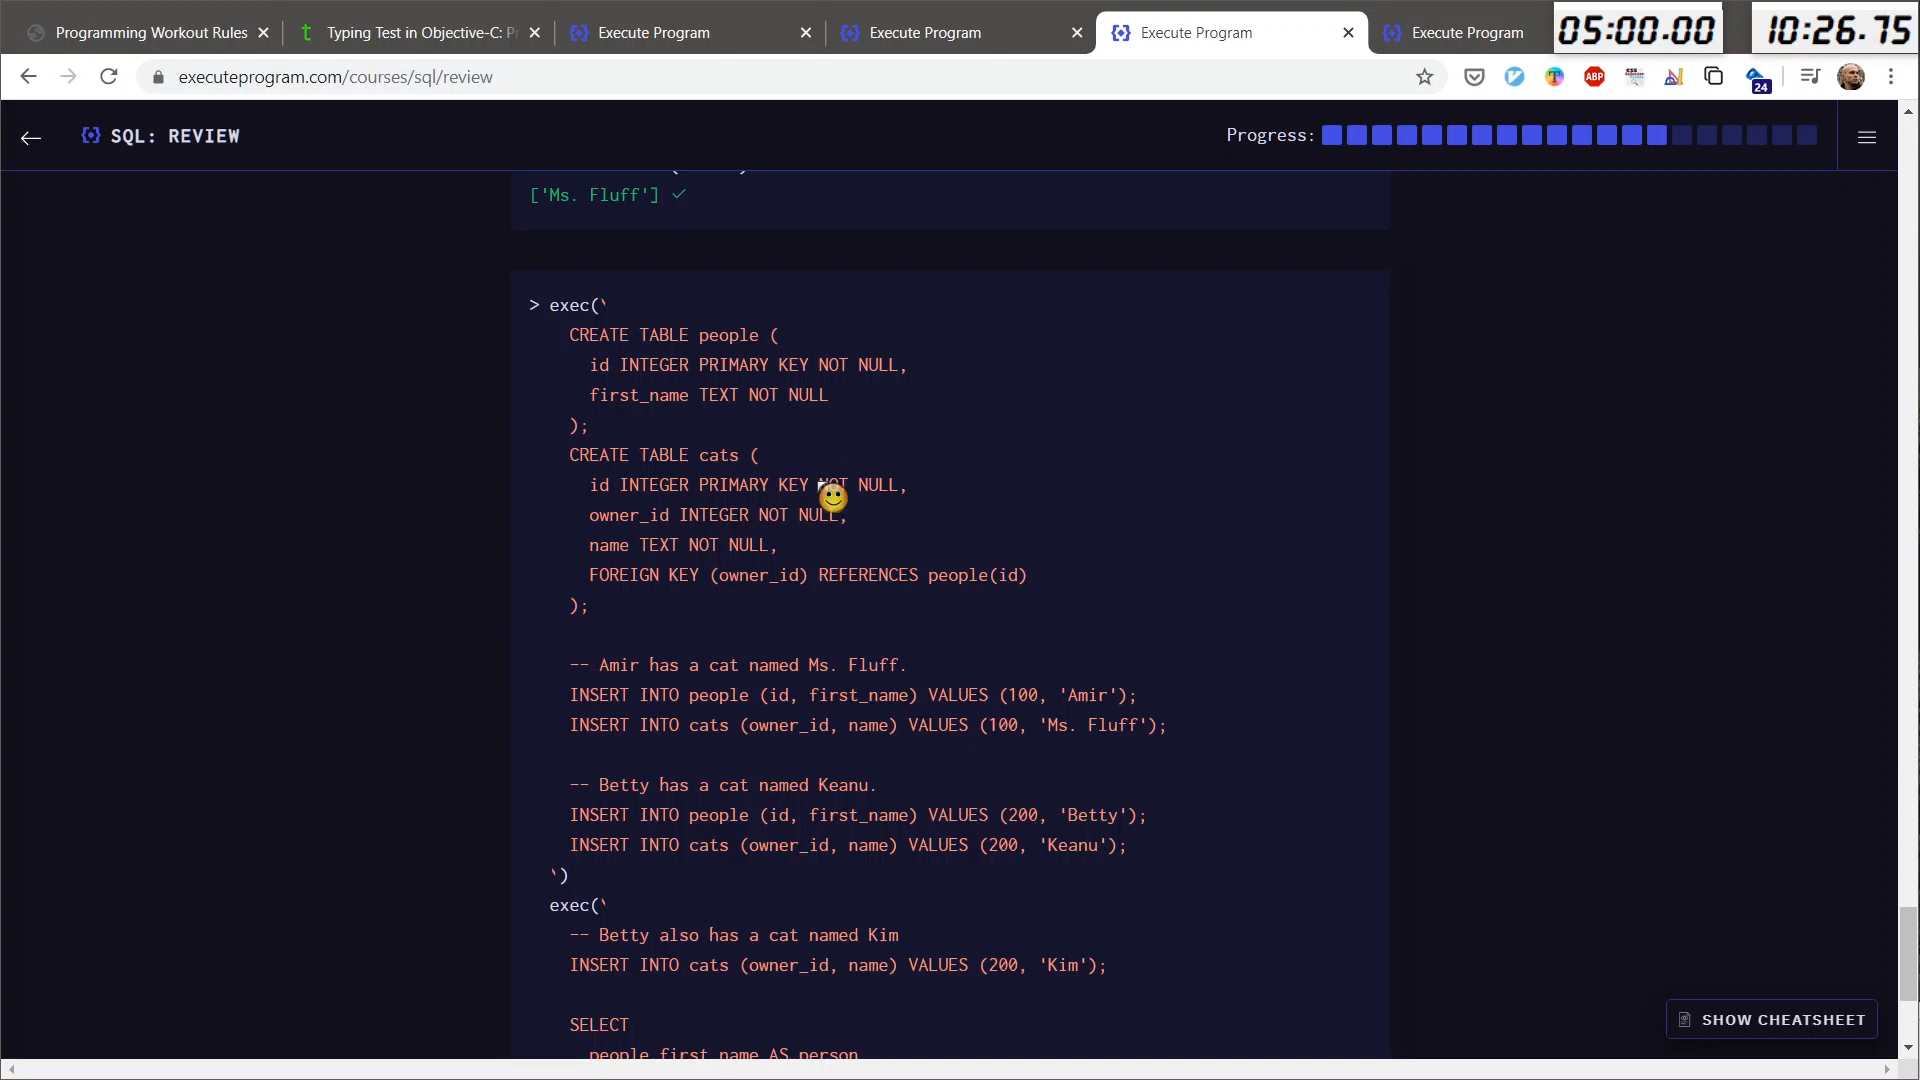 Programming Workout Rules
Typing Test in Objective-C: P
Execute Program
Execute Program
Execute Program
Execute Program
05:00.00
10:26.75
executeprogram.com/courses/sql/review
ABP
24
SQL: REVIEW
Progress:
['Ms. Fluff'] ✓
> exec(`
CREATE TABLE people (
id INTEGER PRIMARY KEY NOT NULL,
first_name TEXT NOT NULL
);
CREATE TABLE cats (
id INTEGER PRIMARY KEY NOT NULL,
owner_id INTEGER NOT NULL,
name TEXT NOT NULL,
FOREIGN KEY (owner_id) REFERENCES people(id)
);
-- Amir has a cat named Ms. Fluff.
INSERT INTO people (id, first_name) VALUES (100, 'Amir');
INSERT INTO cats (owner_id, name) VALUES (100, 'Ms. Fluff');
-- Betty has a cat named Keanu.
INSERT INTO people (id, first_name) VALUES (200, 'Betty');
INSERT INTO cats (owner_id, name) VALUES (200, 'Keanu');
`)
exec(`
-- Betty also has a cat named Kim
INSERT INTO cats (owner_id, name) VALUES (200, 'Kim');
SELECT
people.first_name AS person
SHOW CHEATSHEET